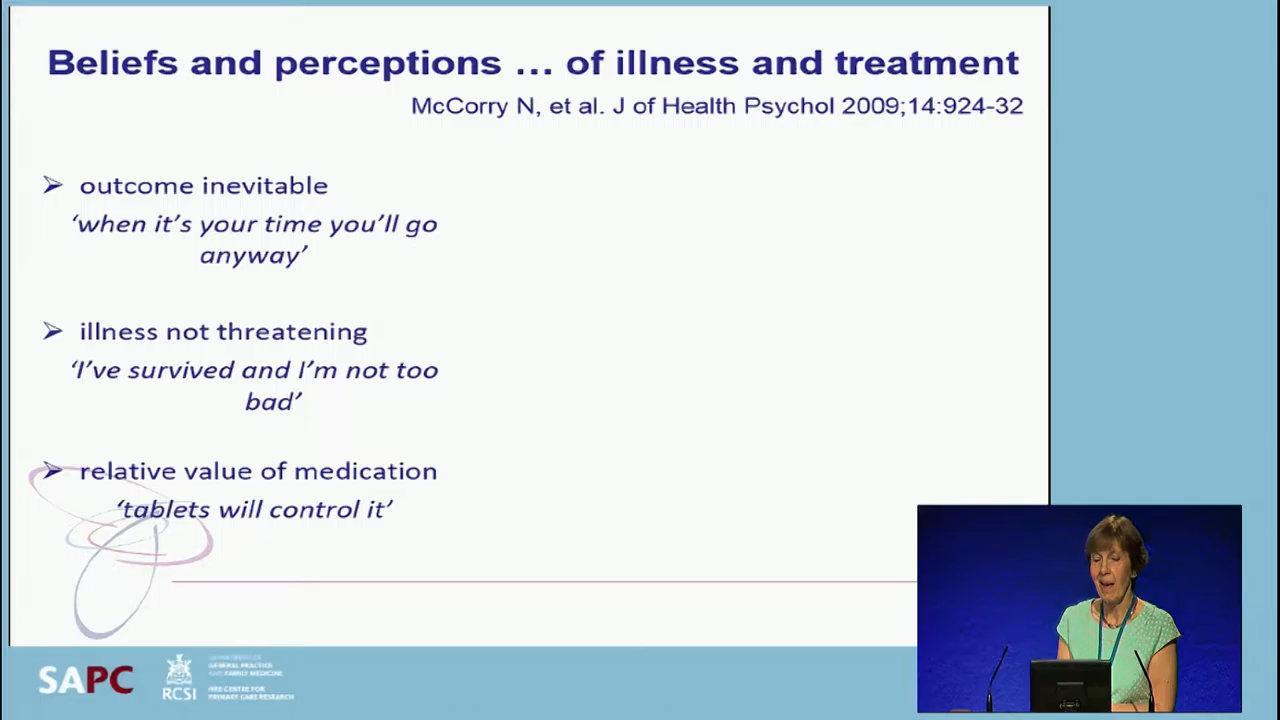 Beliefs and perceptions … of illness and treatment
McCorry N, et al. J of Health Psychol 2009;14:924-32
➢ outcome inevitable
‘when it’s your time you’ll go
anyway’
➢ illness not threatening
‘I’ve survived and I’m not too
bad’
➢ relative value of medication
‘tablets will control it’
SAPC
RCSI
DEPARTMENT OF
GENERAL PRACTICE
AND FAMILY MEDICINE
HRB CENTRE FOR
PRIMARY CARE RESEARCH